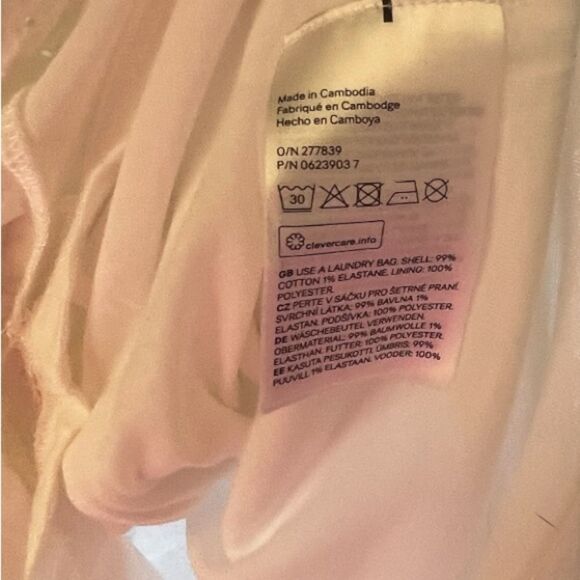 Made in Cambodia
Fabriqué en Cambodge
Hecho en Camboya
O/N 277839
P/N 0623903 7
30
clevercare.info
GB USE A LAUNDRY BAG. SHELL: 99%
COTTON 1% ELASTANE. LINING: 100%
POLYESTER.
CZ PERTE V SÁČKU PRO ŠETRNÉ PRANÍ.
SVRCHNÍ LÁTKA: 99% BAVLNA 1%
ELASTAN. PODŠÍVKA: 100% POLYESTER.
DE WÄSCHEBEUTEL VERWENDEN.
OBERMATERIAL: 99% BAUMWOLLE 1%
ELASTHAN. FUTTER: 100% POLYESTER.
EE KASUTA PESUKOTTI. ÜMBRIS: 99%
PUUVILL 1% ELASTAAN. VOODER: 100%